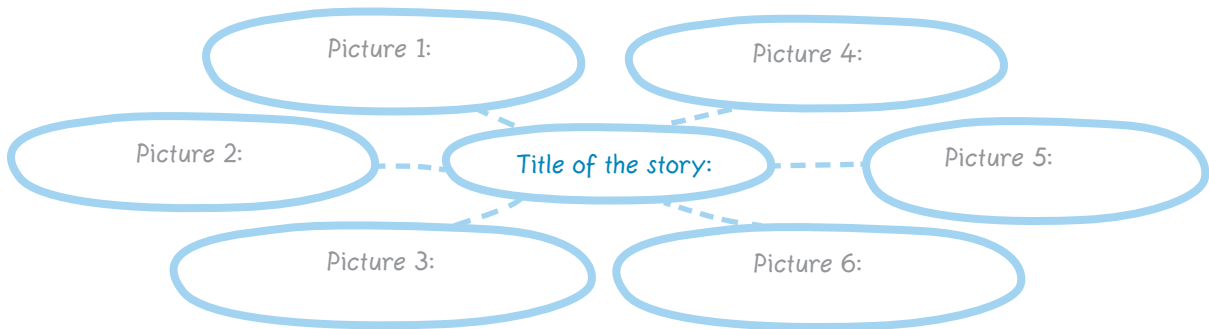 Picture 1:
Picture 4:
Picture 2:
Title of the story:
Picture 5:
Picture 3:
Picture 6: